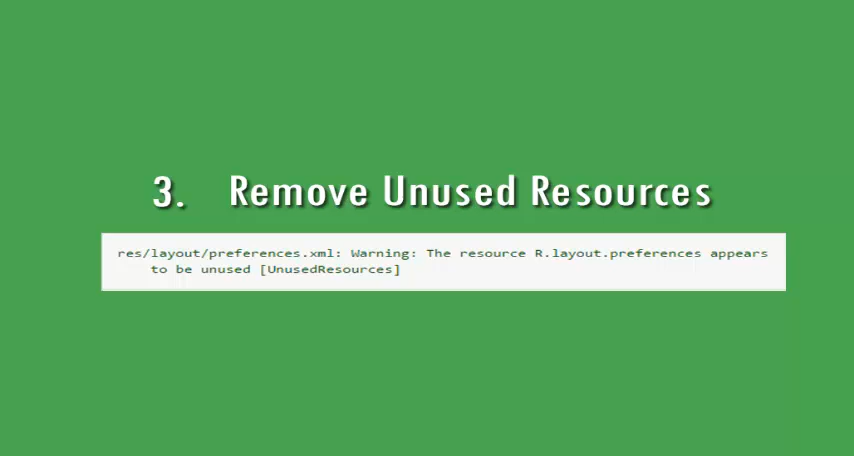 3. Remove Unused Resources
res/layout/preferences.xml: Warning: The resource R.layout.preferences appears
to be unused [UnusedResources]